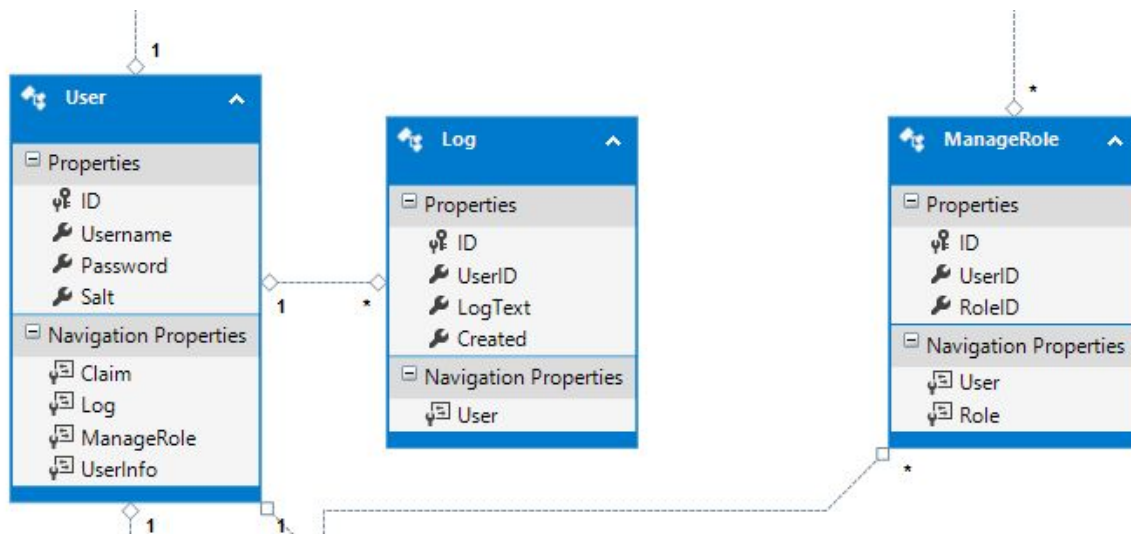 1
User
Properties
ID
Username
Password
Salt
Navigation Properties
Claim
Log
ManageRole
UserInfo
1
1
1
*
Log
Properties
ID
UserID
LogText
Created
Navigation Properties
User
*
ManageRole
Properties
ID
UserID
RoleID
Navigation Properties
User
Role
*